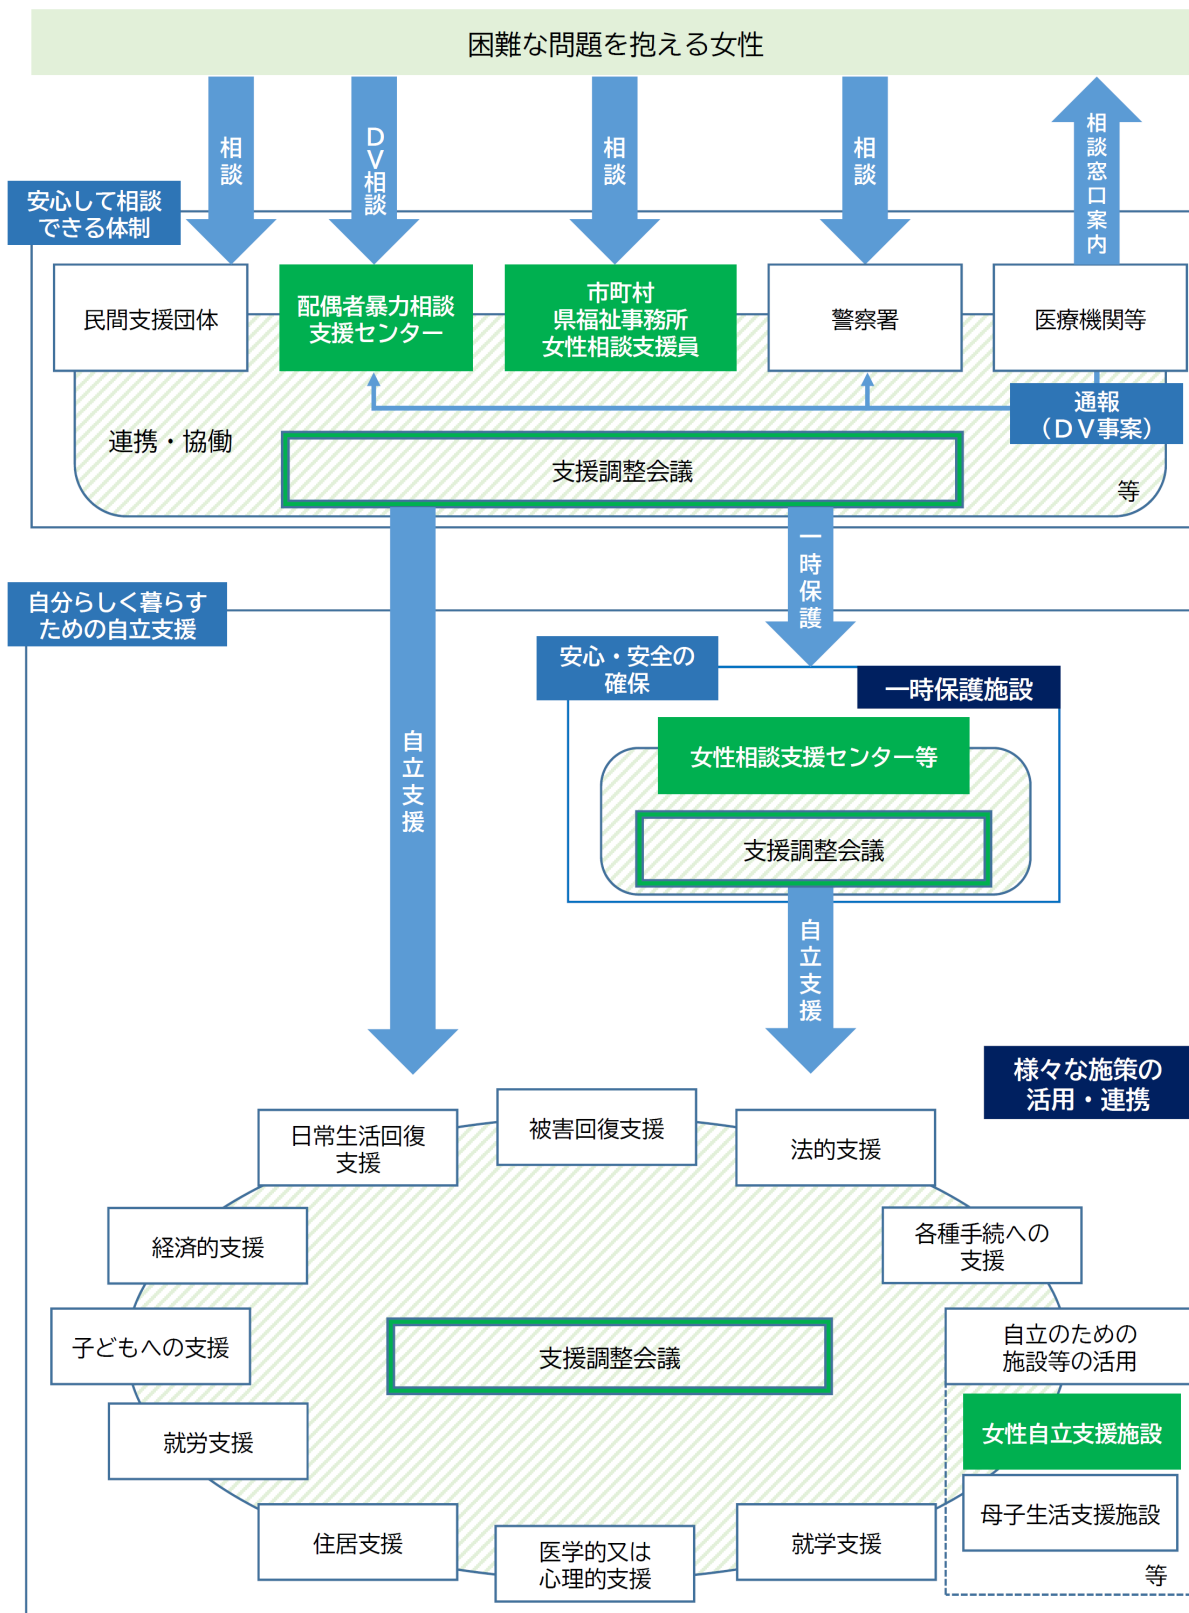 困難な問題を抱える女性
相談
ＤＶ相談
相談
相談
相談窓口案内
安心して相談
できる体制
民間支援団体
配偶者暴力相談
支援センター
市町村
県福祉事務所
女性相談支援員
警察署
医療機関等
通報
（ＤＶ事案）
連携・協働
支援調整会議
等
一時保護
自分らしく暮らす
ための自立支援
安心・安全の
確保
一時保護施設
女性相談支援センター等
支援調整会議
自立支援
自立支援
様々な施策の
活用・連携
被害回復支援
日常生活回復
支援
法的支援
経済的支援
各種手続への
支援
子どもへの支援
支援調整会議
自立のための
施設等の活用
就労支援
女性自立支援施設
母子生活支援施設
等
住居支援
医学的又は
心理的支援
就学支援